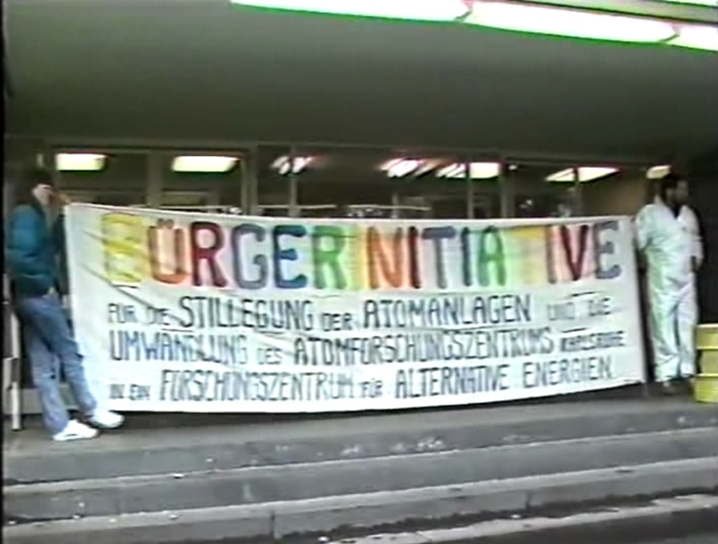 BÜRGERINITIATIVE
FÜR DIE STILLEGUNG DER ATOMANLAGEN UND DIE
UMWANDLUNG DES ATOMFORSCHUNGSZENTRUMS KARLSRUHE
IN EIN FORSCHUNGSZENTRUM FÜR ALTERNATIVE ENERGIEN.